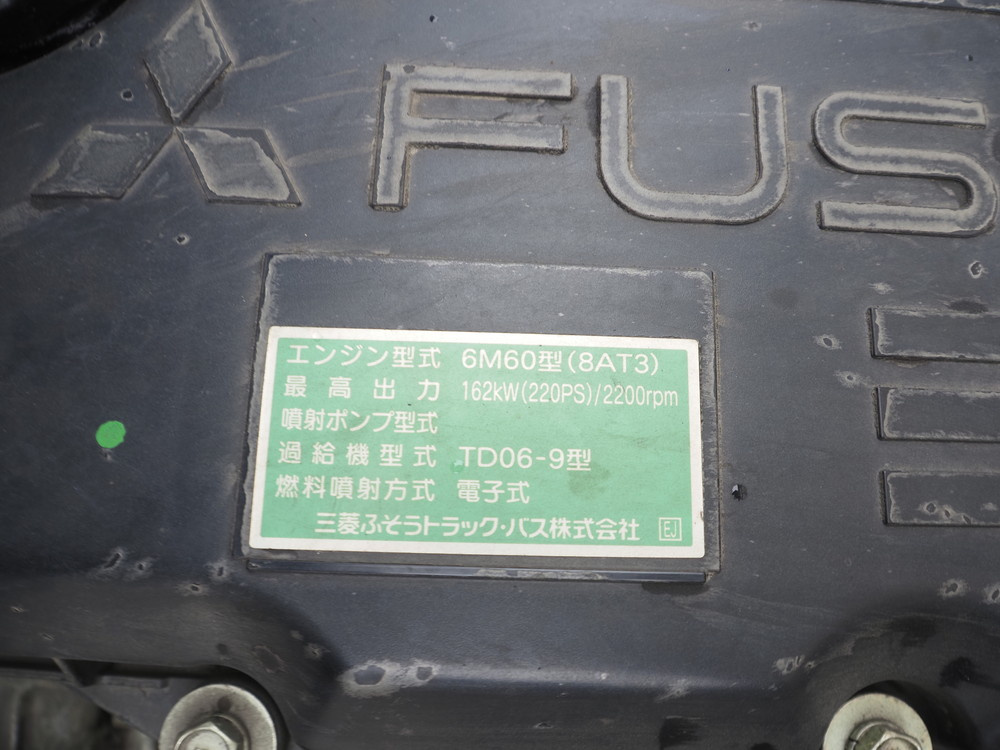 FUS
エンジン型式 6M60型(8AT3)
最高出力 162kW(220PS)/2200rpm
噴射ポンプ型式
過給機型式 TD06-9型
燃料噴射方式 電子式
三菱ふそうトラック・バス株式会社 EJ